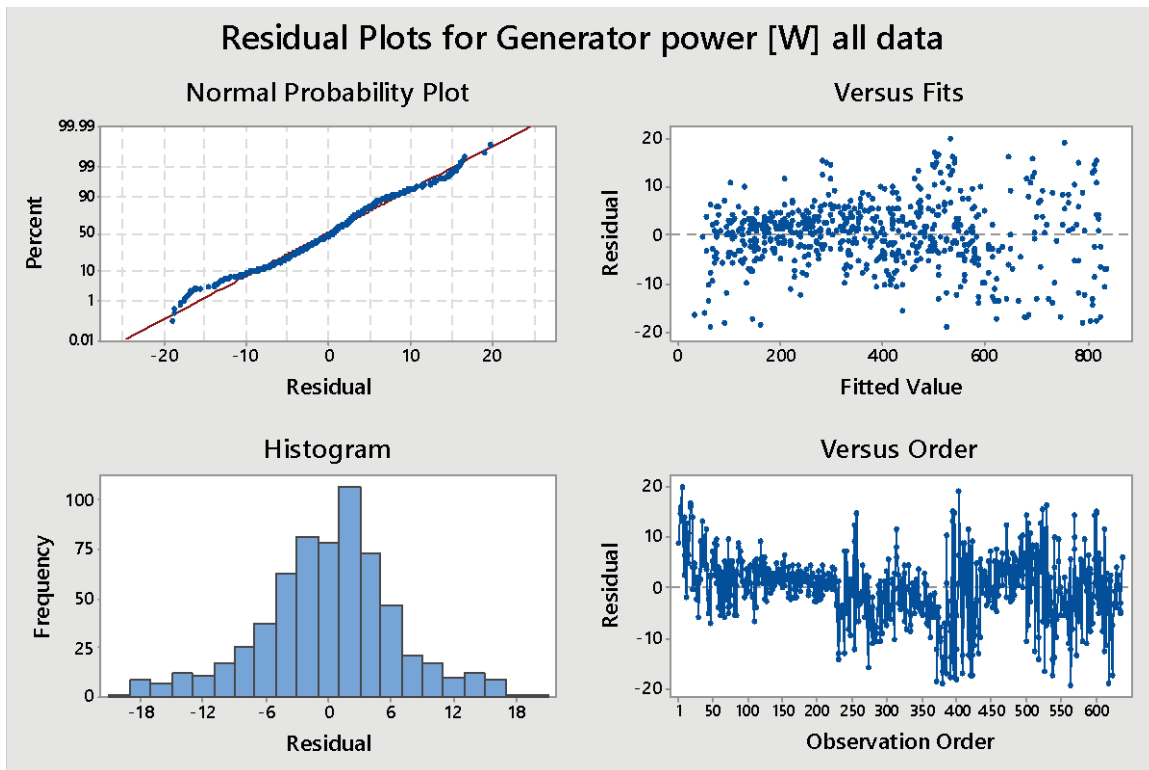 Residual Plots for Generator power [W] all data
Normal Probability Plot
99.99
99
90
50
10
1
0.01
Percent
-20 -10 0 10 20
Residual
Versus Fits
20
10
0
-10
-20
Residual
0 200 400 600 800
Fitted Value
Histogram
100
75
50
25
0
Frequency
-18 -12 -6 0 6 12 18
Residual
Versus Order
20
10
0
-10
-20
Residual
1 50 100 150 200 250 300 350 400 450 500 550 600
Observation Order